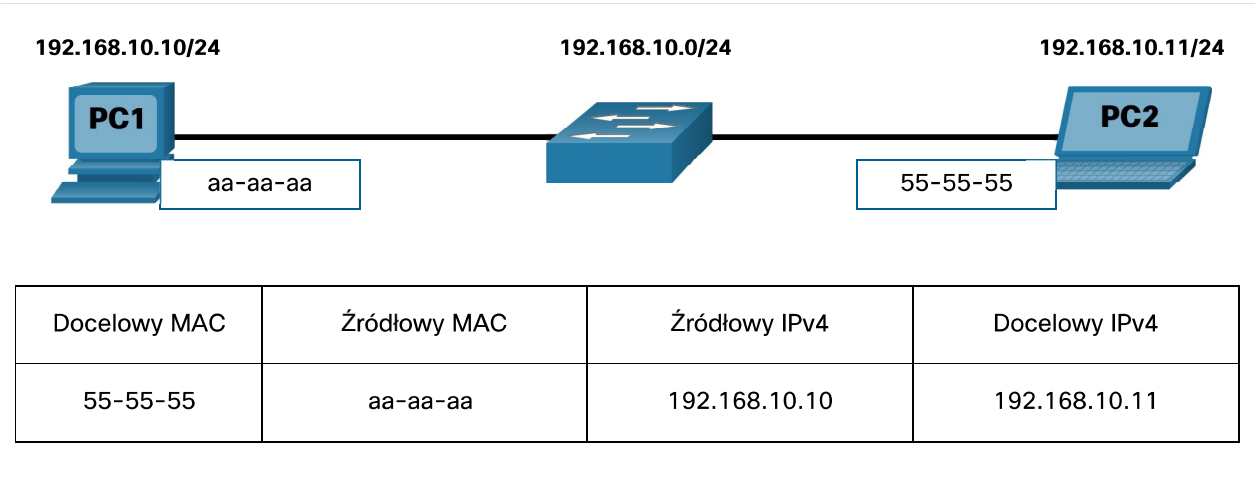 192.168.10.10/24 192.168.10.0/24 192.168.10.11/24
PC1 PC2
aa-aa-aa 55-55-55
Docelowy MAC Źródłowy MAC Źródłowy IPv4 Docelowy IPv4
55-55-55 aa-aa-aa 192.168.10.10 192.168.10.11